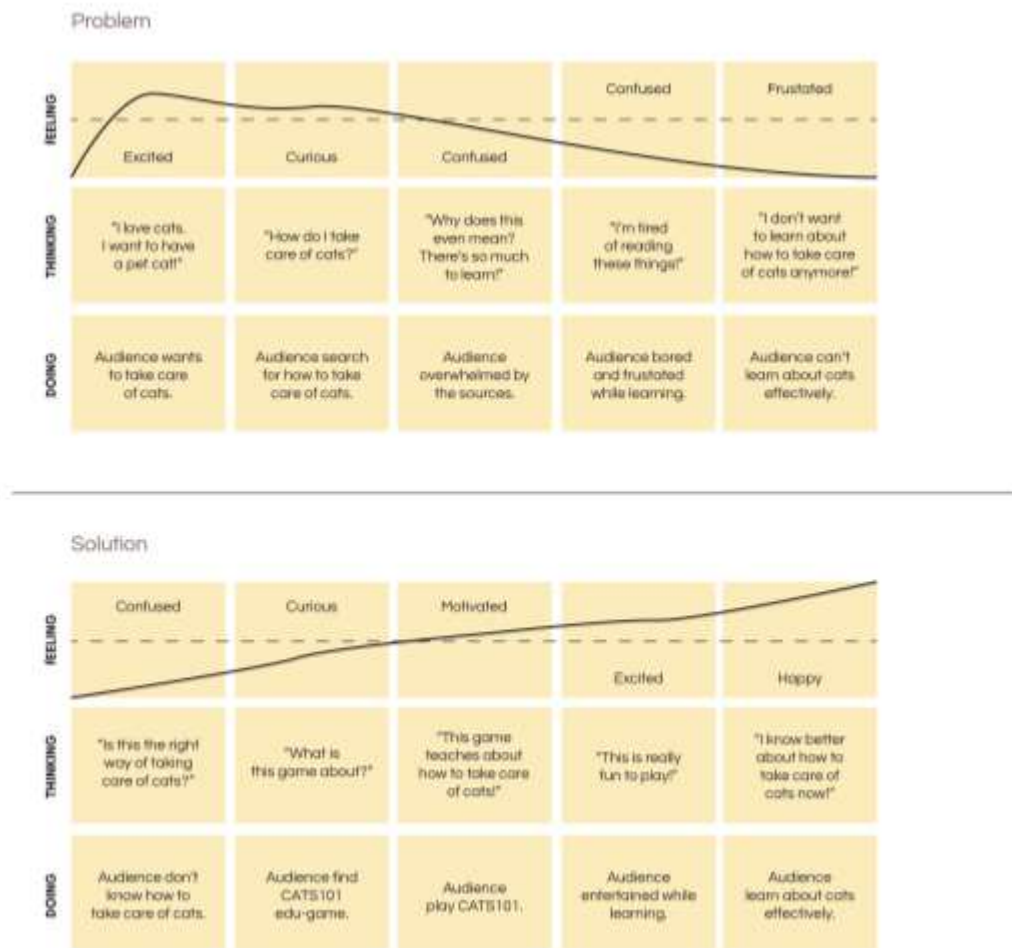 Problem
FEELING
Excited
Curious
Confused
Confused
Frustated
THINKING
"I love cats.
I want to have
a pet cat!"
"How do I take
care of cats?"
"Why does this
even mean?
There's so much
to learn!"
"I'm tired
of reading
these things!"
"I don't want
to learn about
how to take care
of cats anymore!"
DOING
Audience wants
to take care
of cats.
Audience search
for how to take
care of cats.
Audience
overwhelmed by
the sources.
Audience bored
and frustated
while learning.
Audience can't
learn about cats
effectively.
Solution
FEELING
Confused
Curious
Motivated
Excited
Happy
THINKING
"Is this the right
way of taking
care of cats?"
"What is
this game about?"
"This game
teaches about
how to take care
of cats!"
"This is really
fun to play!"
"I know better
about how to
take care of
cats now!"
DOING
Audience don't
know how to
take care of cats.
Audience find
CATS101
edu-game.
Audience
play CATS101.
Audience
entertained while
learning.
Audience
learn about cats
effectively.